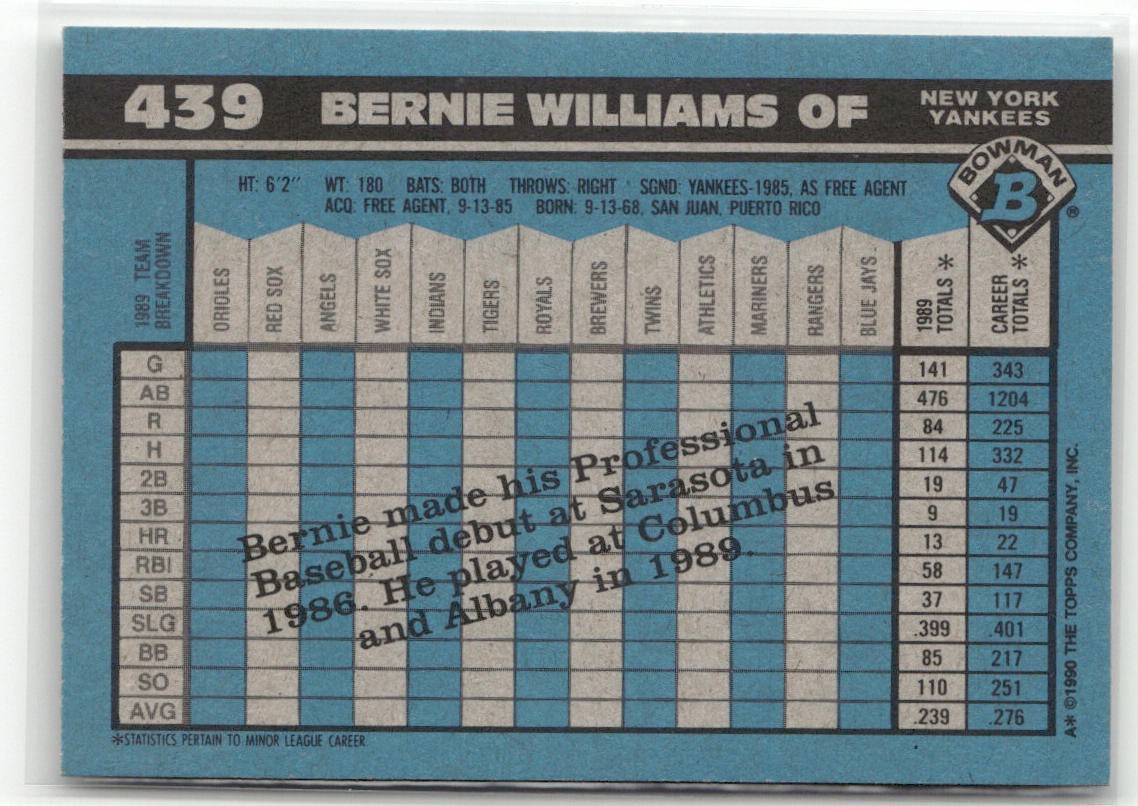 439 BERNIE WILLIAMS OF NEW YORK YANKEES
BOWMAN
B
®
HT: 6'2" WT: 180 BATS: BOTH THROWS: RIGHT SGND: YANKEES-1985, AS FREE AGENT
ACQ: FREE AGENT, 9-13-85 BORN: 9-13-68, SAN JUAN, PUERTO RICO
1989 TEAM BREAKDOWN ORIOLES RED SOX ANGELS WHITE SOX INDIANS TIGERS ROYALS BREWERS TWINS ATHLETICS MARINERS RANGERS BLUE JAYS 1989 TOTALS * CAREER TOTALS *
G 141 343
AB 476 1204
R 84 225
H 114 332
2B 19 47
3B 9 19
HR 13 22
RBI 58 147
SB 37 117
SLG .399 .401
BB 85 217
SO 110 251
AVG .239 .276
Bernie made his Professional
Baseball debut at Sarasota in
1986. He played at Columbus
and Albany in 1989.
*STATISTICS PERTAIN TO MINOR LEAGUE CAREER
A* ©1990 THE TOPPS COMPANY, INC.